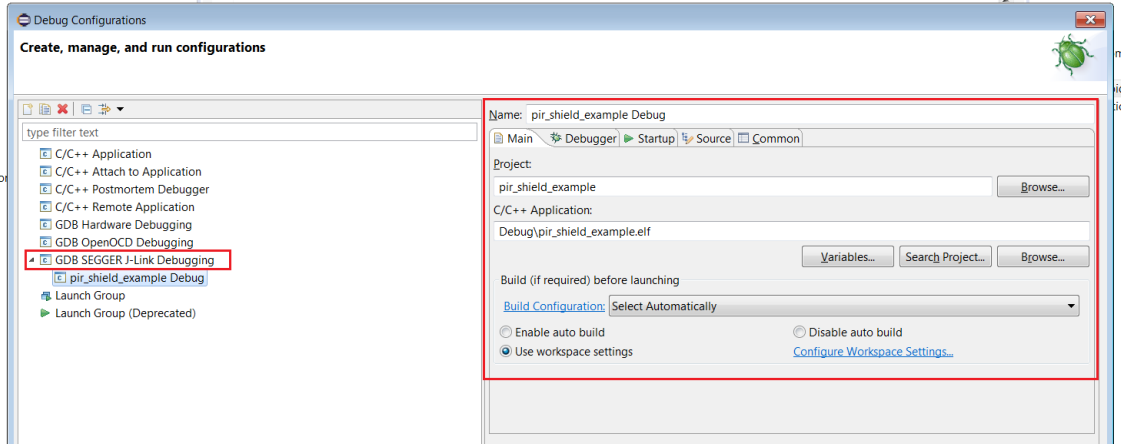 Debug Configurations
Create, manage, and run configurations
type filter text
C/C++ Application
C/C++ Attach to Application
C/C++ Postmortem Debugger
C/C++ Remote Application
GDB Hardware Debugging
GDB OpenOCD Debugging
GDB SEGGER J-Link Debugging
pir_shield_example Debug
Launch Group
Launch Group (Deprecated)
Name: pir_shield_example Debug
Main Debugger Startup Source Common
Project:
pir_shield_example Browse...
C/C++ Application:
Debug\pir_shield_example.elf
Variables... Search Project... Browse...
Build (if required) before launching
Build Configuration: Select Automatically
Enable auto build Disable auto build
Use workspace settings Configure Workspace Settings...